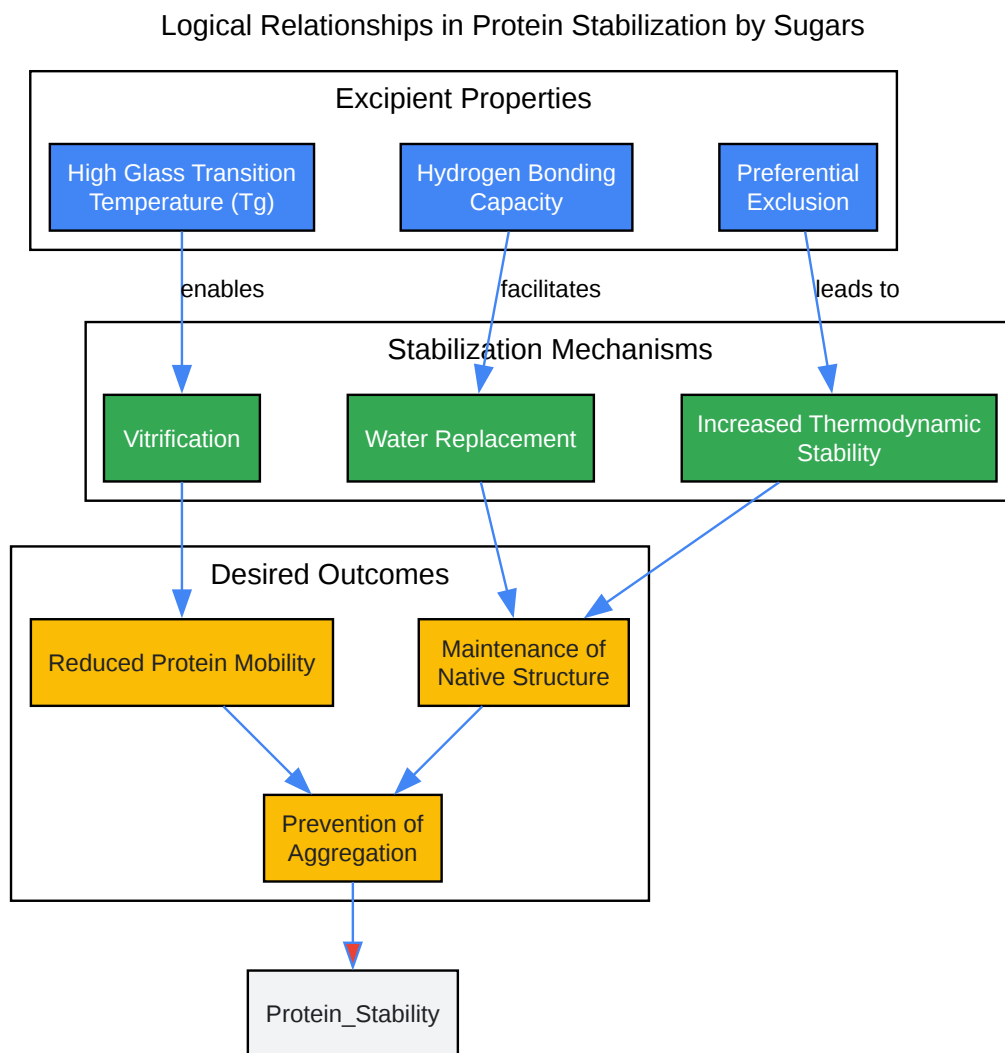 Logical Relationships in Protein Stabilization by Sugars
Excipient Properties
High Glass Transition
Temperature (Tg)
Hydrogen Bonding
Capacity
Preferential
Exclusion
enables
facilitates
leads to
Stabilization Mechanisms
Vitrification
Water Replacement
Increased Thermodynamic
Stability
Desired Outcomes
Reduced Protein Mobility
Maintenance of
Native Structure
Prevention of
Aggregation
Protein_Stability